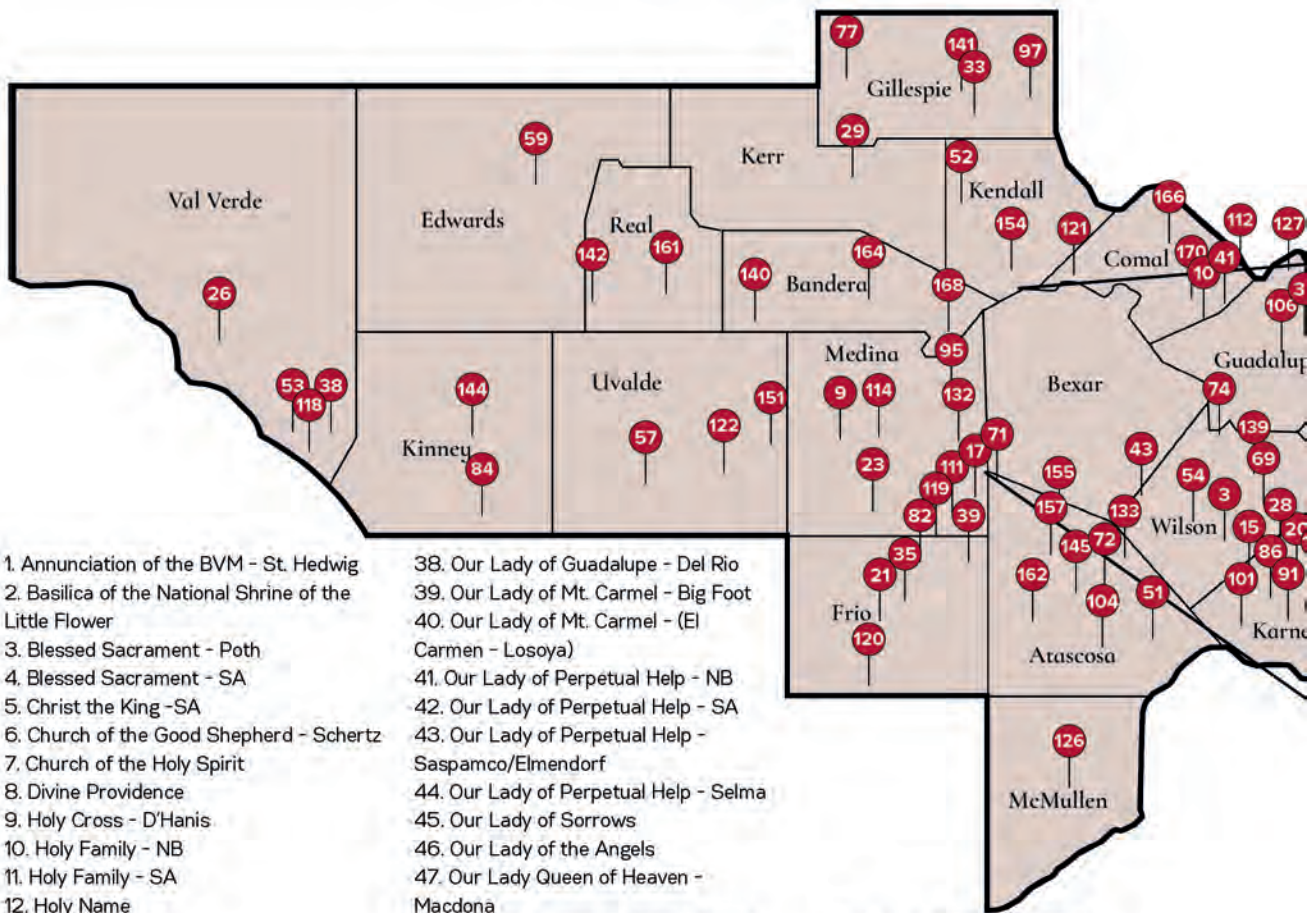 77
141
33
97
Gillespie
29
59
Kerr
52
Kendall
Val Verde
Edwards
Real
154
121
166
112
127
142
161
140
164
Bandera
168
Comal
170
10
41
26
106
3
Medina
95
Bexar
Guadalup
53
38
118
144
Uvalde
151
9
114
132
74
Kinney
84
57
122
23
17
71
111
119
82
39
155
157
43
139
69
54
3
28
Wilson
15
20
86
133
72
145
35
21
162
104
51
101
91
Frio
120
Atascosa
Karne
126
McMullen
1. Annunciation of the BVM - St. Hedwig
2. Basilica of the National Shrine of the
Little Flower
3. Blessed Sacrament - Poth
4. Blessed Sacrament - SA
5. Christ the King -SA
6. Church of the Good Shepherd - Schertz
7. Church of the Holy Spirit
8. Divine Providence
9. Holy Cross - D'Hanis
10. Holy Family - NB
11. Holy Family - SA
12. Holy Name
38. Our Lady of Guadalupe - Del Rio
39. Our Lady of Mt. Carmel - Big Foot
40. Our Lady of Mt. Carmel - (El
Carmen - Losoya)
41. Our Lady of Perpetual Help - NB
42. Our Lady of Perpetual Help - SA
43. Our Lady of Perpetual Help -
Saspamco/Elmendorf
44. Our Lady of Perpetual Help - Selma
45. Our Lady of Sorrows
46. Our Lady of the Angels
47. Our Lady Queen of Heaven -
Macdona